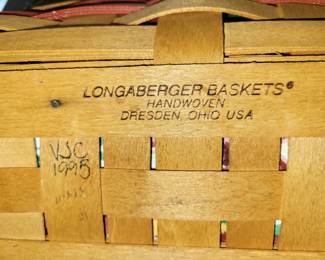 LONGABERGER BASKETS®
HANDWOVEN
DRESDEN, OHIO USA
VJC
1995